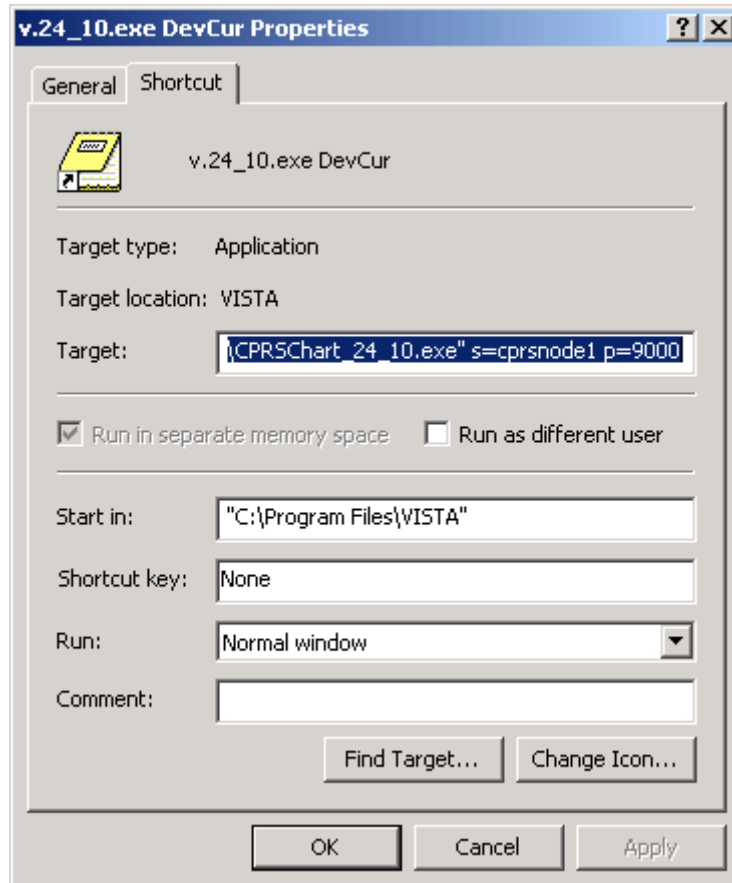 v.24_10.exe DevCur Properties
General Shortcut
v.24_10.exe DevCur
Target type: Application
Target location: VISTA
Target: \CPRSChart_24_10.exe" s=cprsnode1 p=9000
Run in separate memory space Run as different user
Start in: "C:\Program Files\VISTA"
Shortcut key: None
Run: Normal window
Comment:
Find Target... Change Icon...
OK Cancel Apply